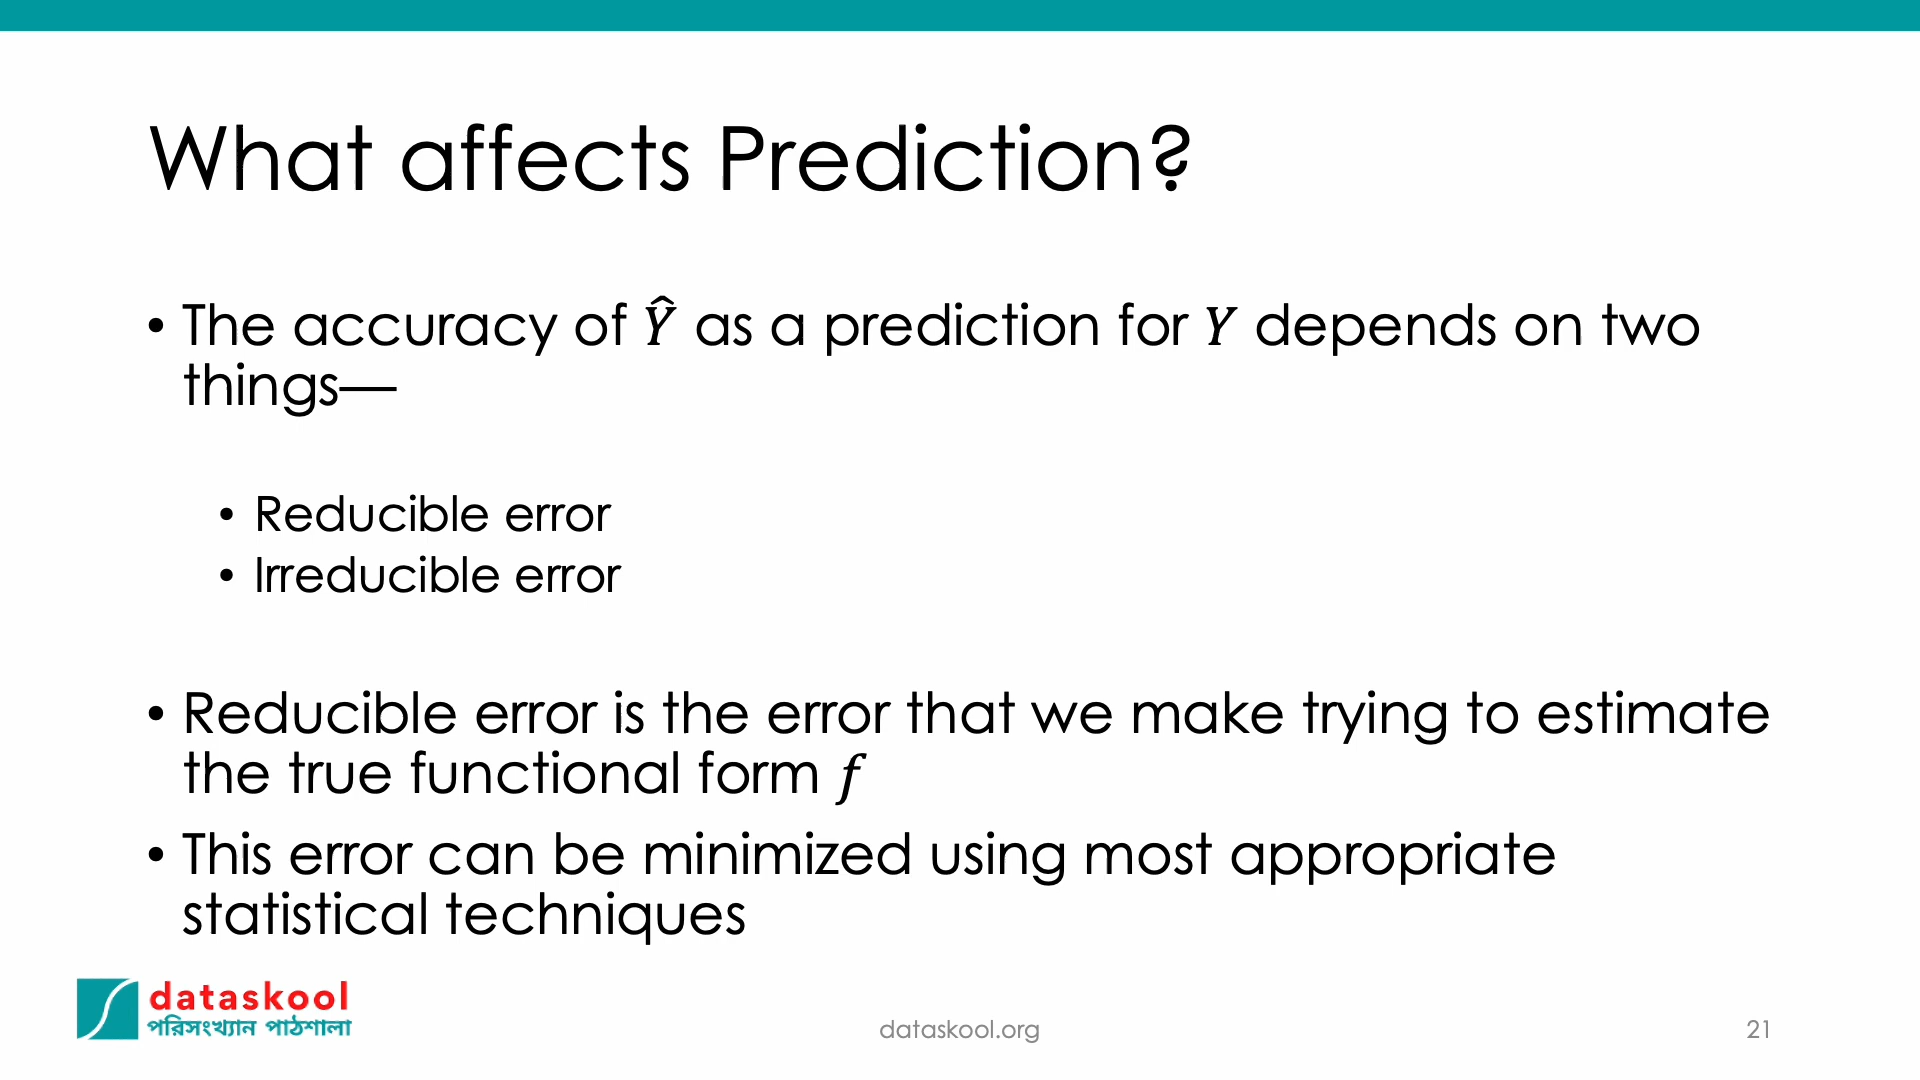 What affects Prediction?
• The accuracy of Ŷ as a prediction for Y depends on two
things—
• Reducible error
• Irreducible error
• Reducible error is the error that we make trying to estimate
the true functional form f
• This error can be minimized using most appropriate
statistical techniques
dataskool
পরিসংখ্যান পাঠশালা
dataskool.org
21